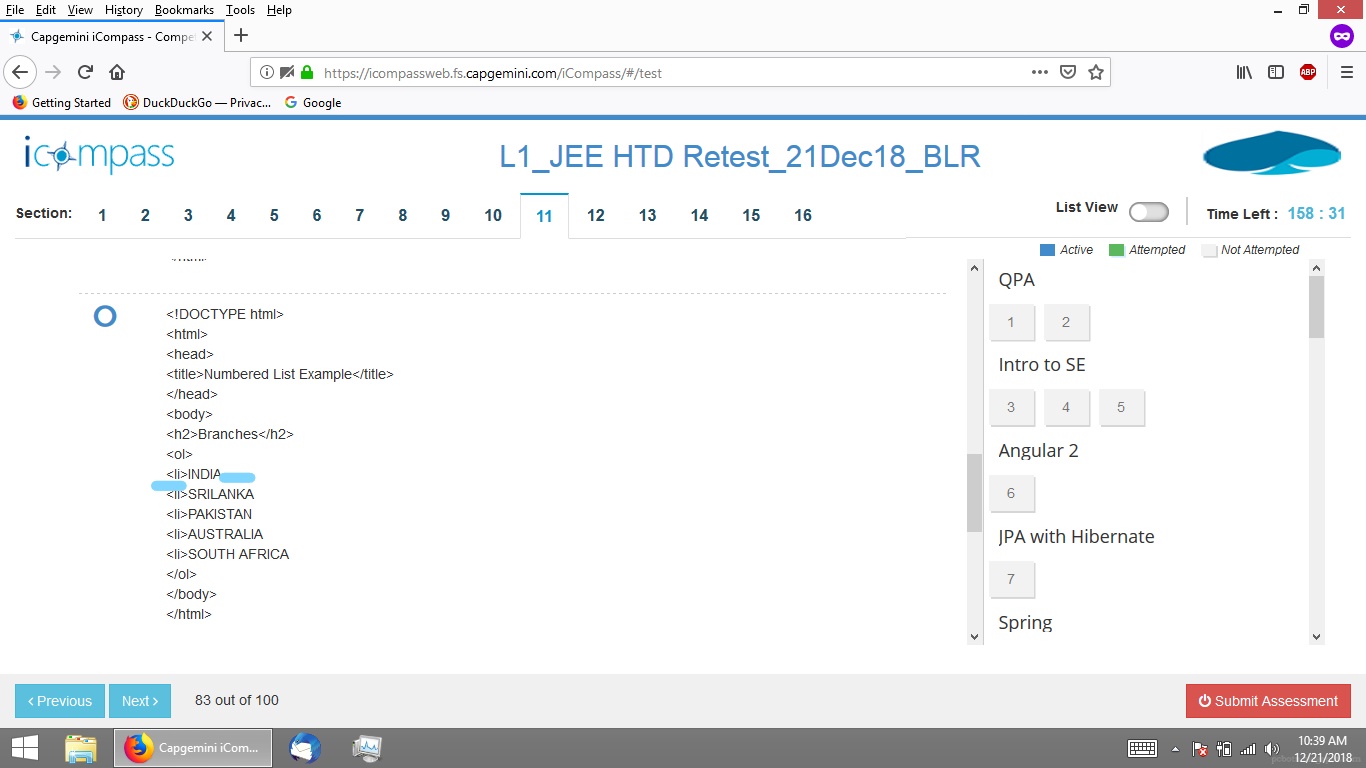 File Edit View History Bookmarks Tools Help
Capgemini iCompass - Compe
https://icompassweb.fs.capgemini.com/iCompass/#/test
ABP
Getting Started DuckDuckGo — Privac... Google
icompass
L1_JEE HTD Retest_21Dec18_BLR
Section: 1 2 3 4 5 6 7 8 9 10 11 12 13 14 15 16
List View
Time Left : 158 : 31
Active Attempted Not Attempted
<!DOCTYPE html>
<html>
<head>
<title>Numbered List Example</title>
</head>
<body>
<h2>Branches</h2>
<ol>
<li>INDIA
<li>SRILANKA
<li>PAKISTAN
<li>AUSTRALIA
<li>SOUTH AFRICA
</ol>
</body>
</html>
QPA
1 2
Intro to SE
3 4 5
Angular 2
6
JPA with Hibernate
7
Spring
Previous Next 83 out of 100 Submit Assessment
Capgemini iCom...
10:39 AM
12/21/2018